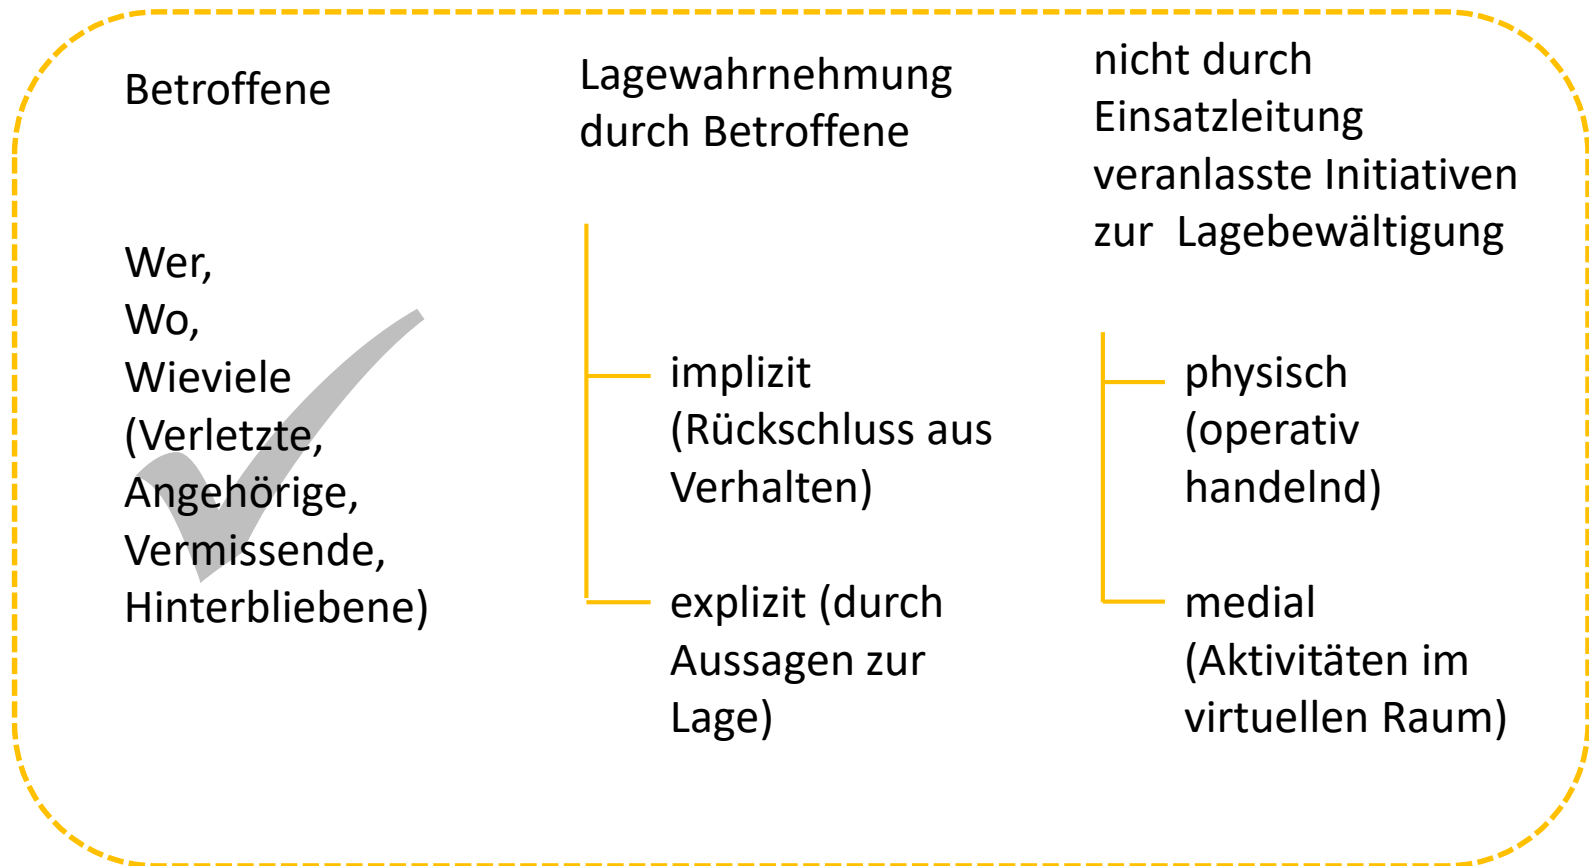 Betroffene
Wer,
Wo,
Wieviele
(Verletzte,
Angehörige,
Vermissende,
Hinterbliebene)
Lagewahrnehmung
durch Betroffene
implizit
(Rückschluss aus
Verhalten)
explizit (durch
Aussagen zur
Lage)
nicht durch
Einsatzleitung
veranlasste Initiativen
zur  Lagebewältigung
physisch
(operativ
handelnd)
medial
(Aktivitäten im
virtuellen Raum)